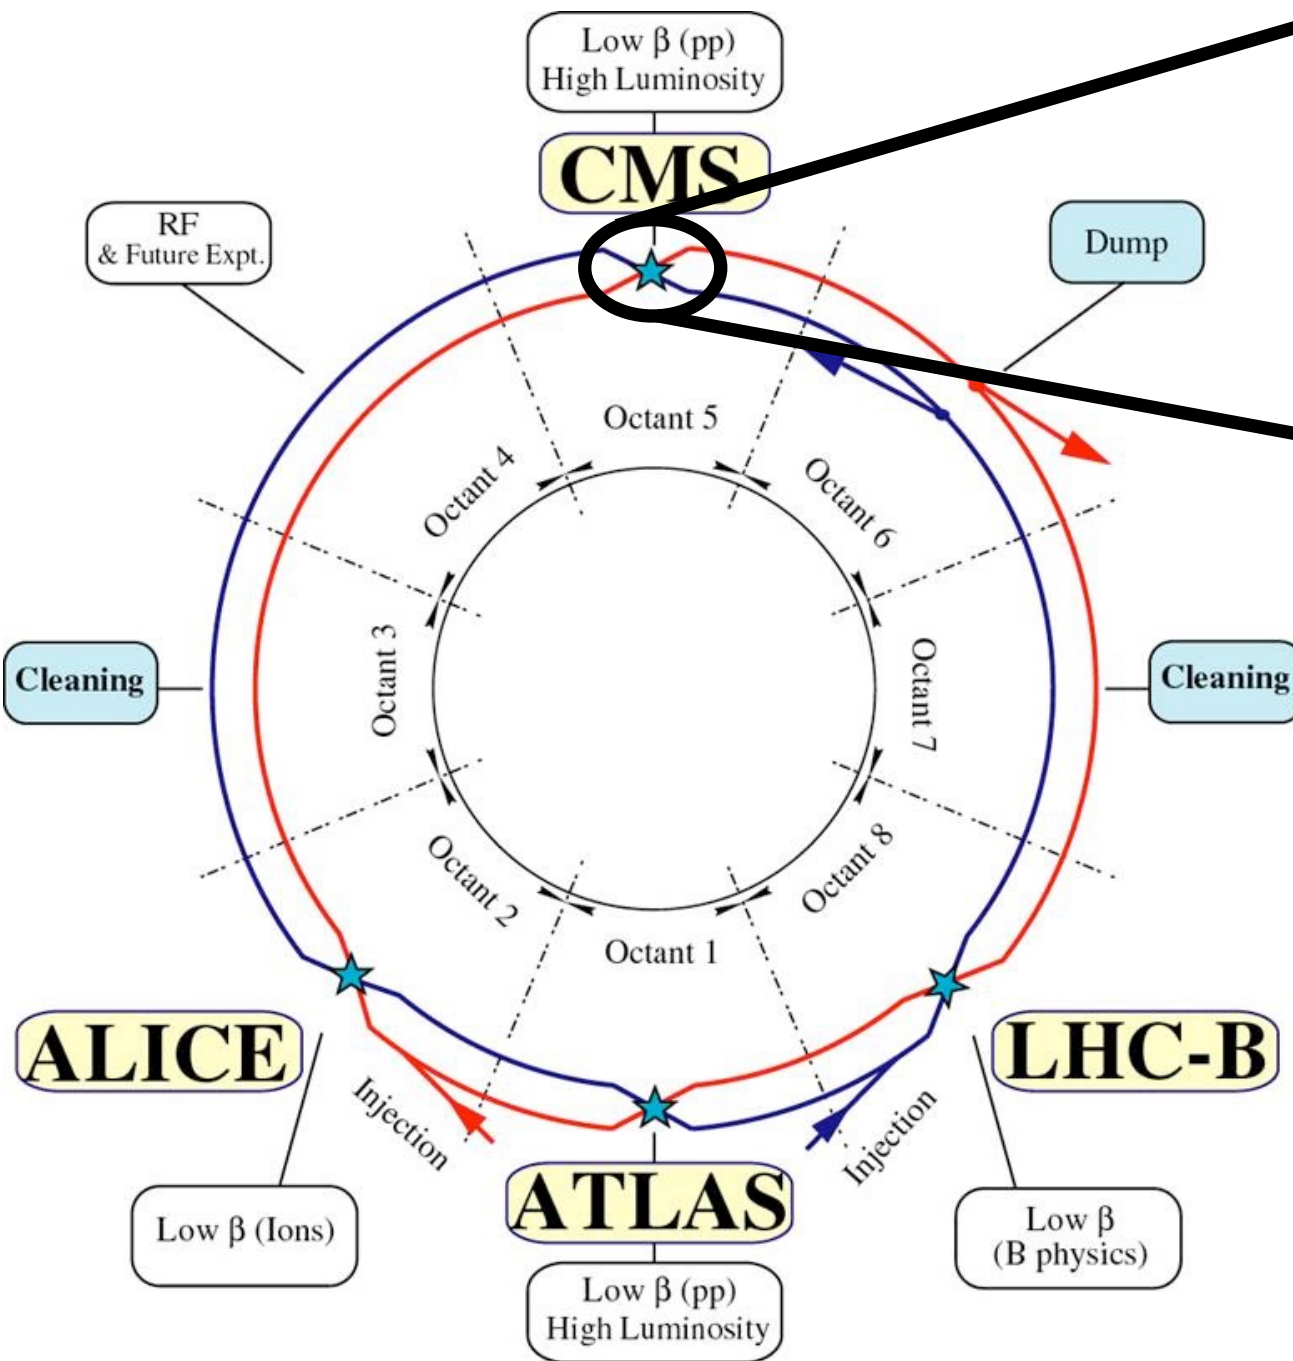 Low β (pp)
High Luminosity
CMS
RF
& Future Expt.
Dump
Octant 5
Octant 4
Octant 6
Octant 3
Octant 7
Cleaning
Cleaning
Octant 2
Octant 8
Octant 1
ALICE
LHC-B
Injection
Injection
ATLAS
Low β (Ions)
Low β
(B physics)
Low β (pp)
High Luminosity